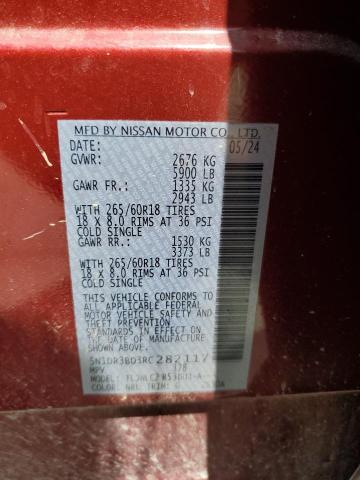 MFD BY NISSAN MOTOR CO., LTD.
DATE: 05/24
GVWR: 2676 KG
5900 LB
GAWR FR.: 1335 KG
2943 LB
WITH 265/60R18 TIRES
18 X 8.0 RIMS AT 36 PSI
COLD SINGLE
GAWR RR.: 1530 KG
3373 LB
WITH 265/60R18 TIRES
18 X 8.0 RIMS AT 36 PSI
COLD SINGLE
THIS VEHICLE CONFORMS TO
ALL APPLICABLE FEDERAL
MOTOR VEHICLE SAFETY AND
THEFT PREVENTION STANDARDS
IN EFFECT ON THE DATE OF
MANUFACTURE SHOWN ABOVE.
5N1DR3BD3RC282117
MPV 178
MODEL:
COLOR: NBL TRIM: